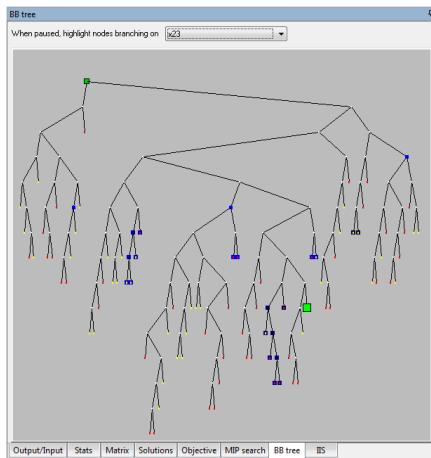 BB tree
When paused, highlight nodes branching on x23
Output/Input Stats Matrix Solutions Objective MIP search BB tree IIS